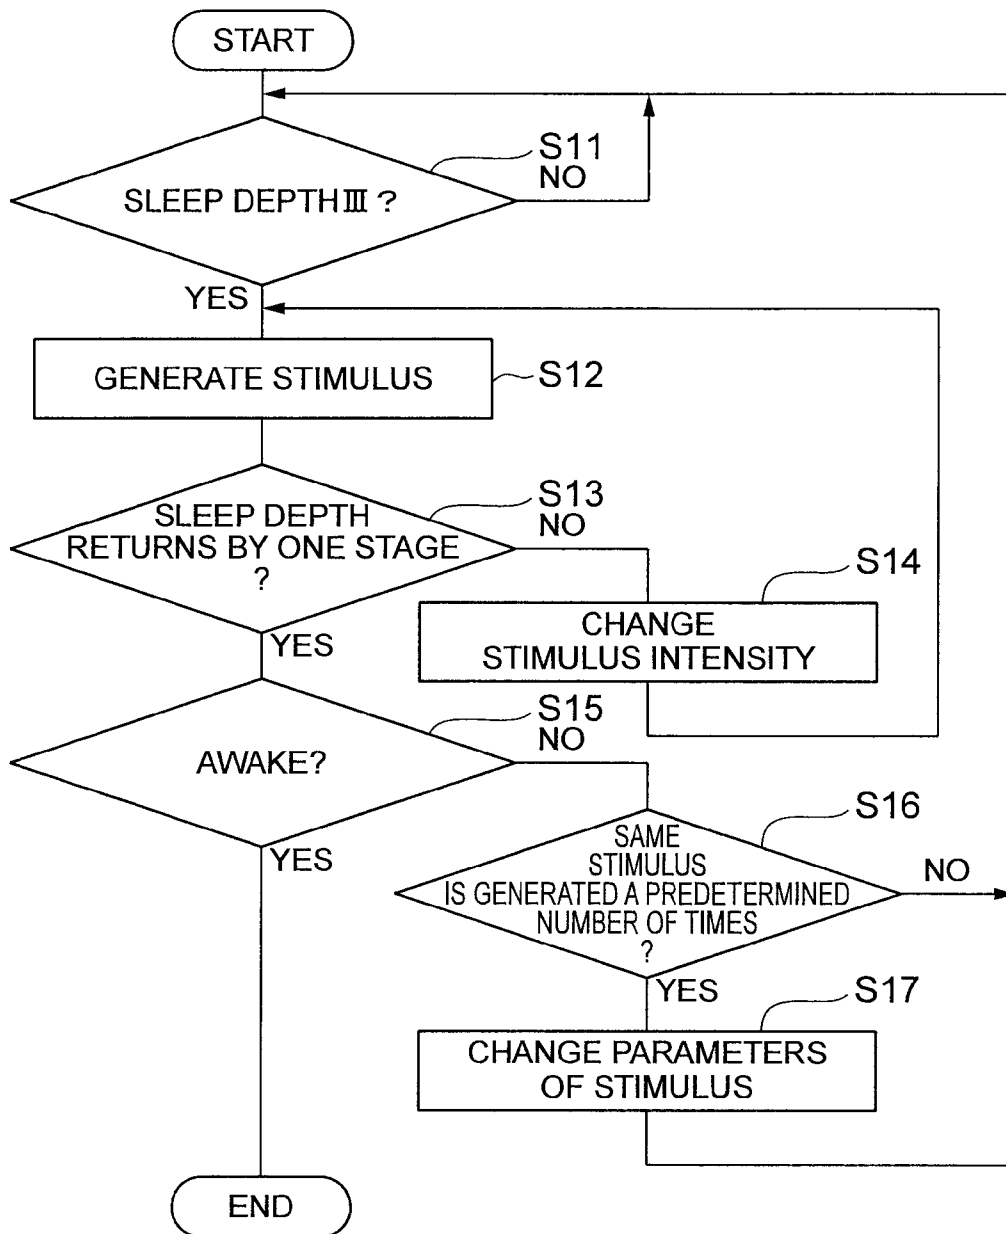 START
S11
NO
SLEEP DEPTH Ⅲ ?
YES
GENERATE STIMULUS
S12
S13
NO
SLEEP DEPTH
RETURNS BY ONE STAGE
?
YES
S14
CHANGE
STIMULUS INTENSITY
S15
NO
AWAKE?
YES
S16
SAME
STIMULUS
IS GENERATED A PREDETERMINED
NUMBER OF TIMES
?
NO
YES
S17
CHANGE PARAMETERS
OF STIMULUS
END